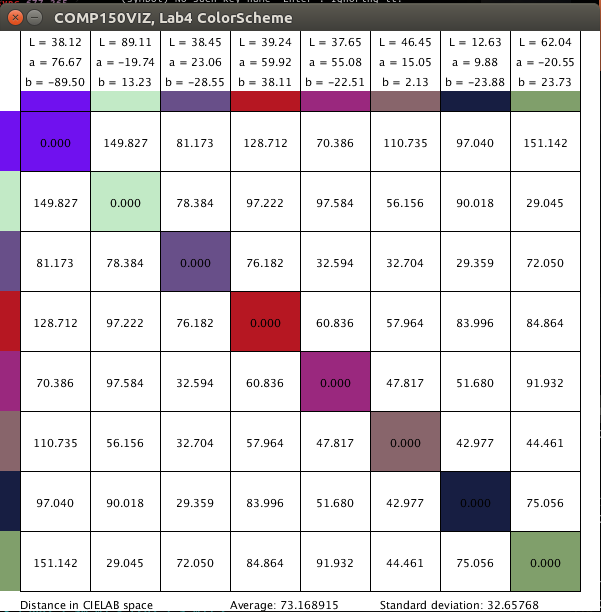 COMP150VIZ, Lab4 ColorScheme
L = 38.12 L = 89.11 L = 38.45 L = 39.24 L = 37.65 L = 46.45 L = 12.63 L = 62.04
a = 76.67 a = -19.74 a = 23.06 a = 59.92 a = 55.08 a = 15.05 a = 9.88 a = -20.55
b = -89.50 b = 13.23 b = -28.55 b = 38.11 b = -22.51 b = 2.13 b = -23.88 b = 23.73
0.000 149.827 81.173 128.712 70.386 110.735 97.040 151.142
149.827 0.000 78.384 97.222 97.584 56.156 90.018 29.045
81.173 78.384 0.000 76.182 32.594 32.704 29.359 72.050
128.712 97.222 76.182 0.000 60.836 57.964 83.996 84.864
70.386 97.584 32.594 60.836 0.000 47.817 51.680 91.932
110.735 56.156 32.704 57.964 47.817 0.000 42.977 44.461
97.040 90.018 29.359 83.996 51.680 42.977 0.000 75.056
151.142 29.045 72.050 84.864 91.932 44.461 75.056 0.000
Distance in CIELAB space Average: 73.168915 Standard deviation: 32.65768